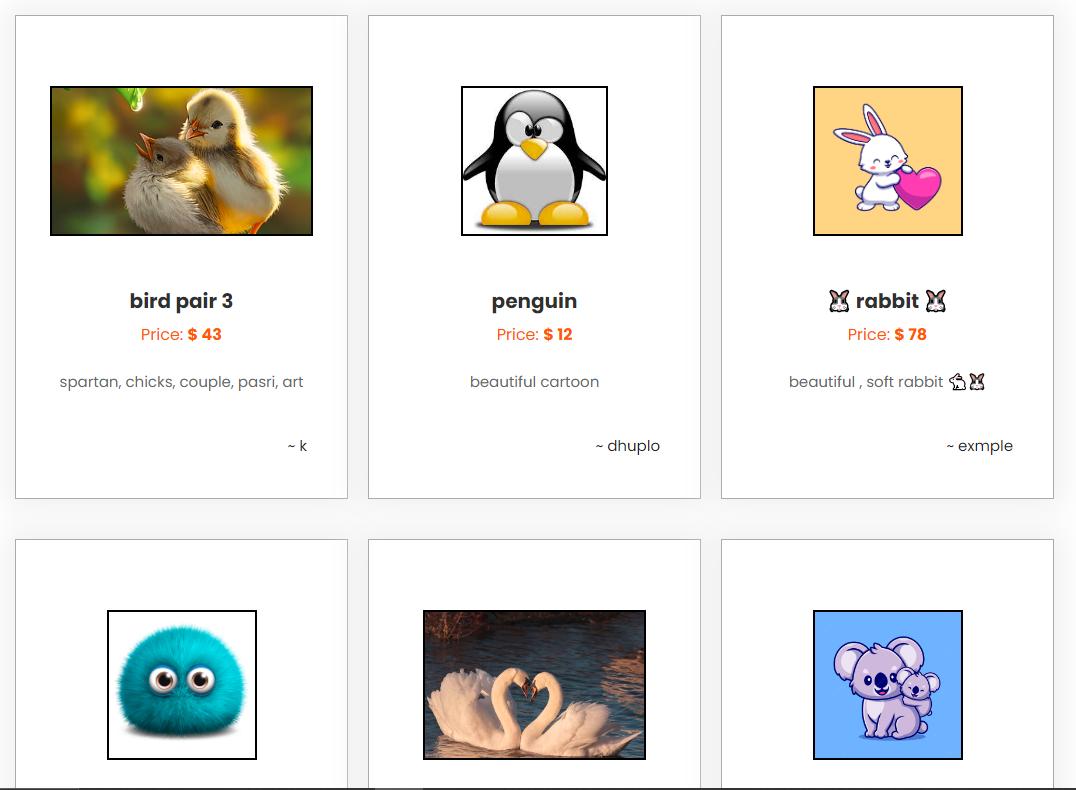 bird pair 3
Price: $ 43
spartan, chicks, couple, pasri, art
~ k
penguin
Price: $ 12
beautiful cartoon
~ dhuplo
🐰 rabbit 🐰
Price: $ 78
beautiful , soft rabbit 🐇🐰
~ exmple